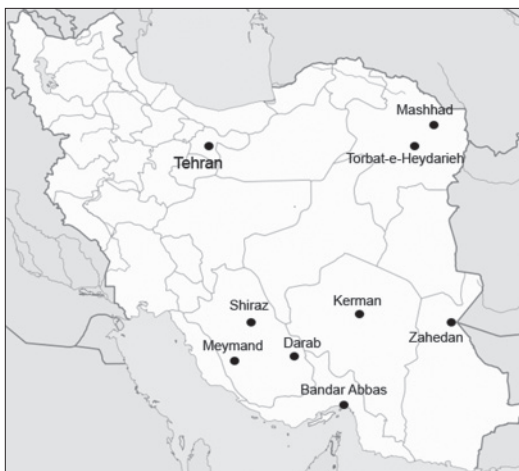 Mashhad
Tehran
Torbat-e-Heydarieh
Shiraz
Kerman
Meymand
Darab
Zahedan
Bandar Abbas